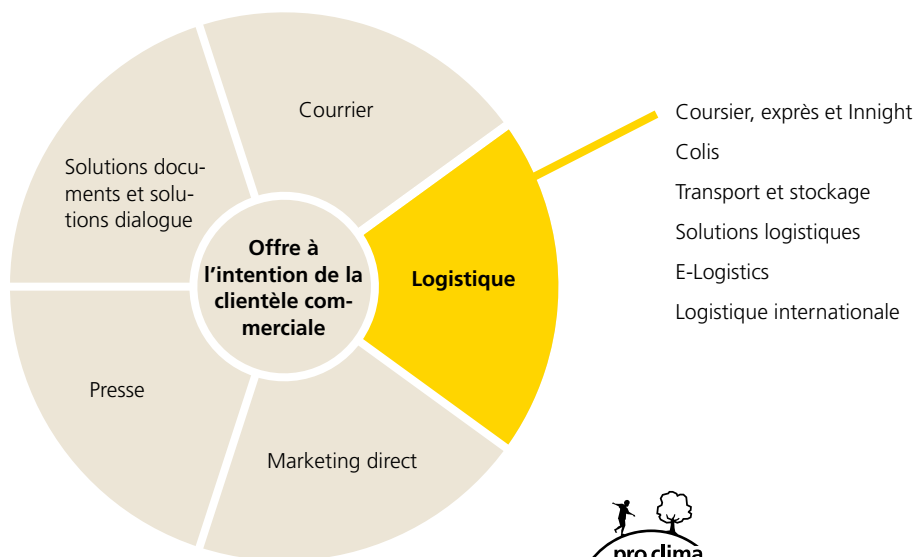 Courrier
Solutions docu-
ments et solu-
tions dialogue
Offre à
l'intention de la
clientèle com-
merciale
Logistique
Presse
Marketing direct
Coursier, exprès et Innight
Colis
Transport et stockage
Solutions logistiques
E-Logistics
Logistique internationale
pro clima